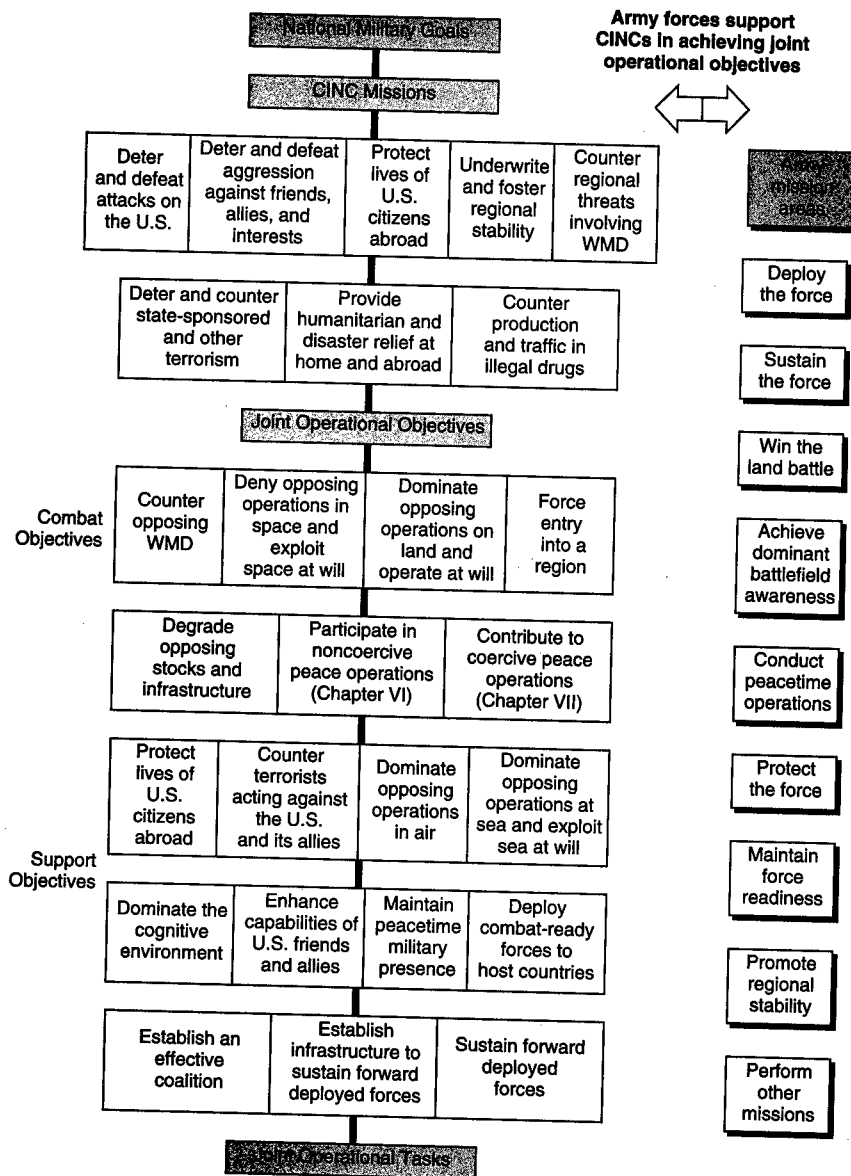 National Military Goals
Army forces support
CINCs in achieving joint
operational objectives
CINC Missions
Deter
and defeat
attacks on
the U.S.
Deter and defeat
aggression
against friends,
allies, and
interests
Protect
lives of
U.S.
citizens
abroad
Underwrite
and foster
regional
stability
Counter
regional
threats
involving
WMD
Deter and counter
state-sponsored
and other
terrorism
Provide
humanitarian and
disaster relief at
home and abroad
Counter
production
and traffic in
illegal drugs
Joint Operational Objectives
Combat
Objectives
Counter
opposing
WMD
Deny opposing
operations in
space and
exploit
space at will
Dominate
opposing
operations on
land and
operate at will
Force
entry
into a
region
Degrade
opposing
stocks and
infrastructure
Participate in
noncoercive
peace operations
(Chapter VI)
Contribute to
coercive peace
operations
(Chapter VII)
Support
Objectives
Protect
lives of
U.S.
citizens
abroad
Counter
terrorists
acting against
the U.S.
and its allies
Dominate
opposing
operations
in air
Dominate
opposing
operations at
sea and exploit
sea at will
Dominate the
cognitive
environment
Enhance
capabilities of
U.S. friends
and allies
Maintain
peacetime
military
presence
Deploy
combat-ready
forces to
host countries
Establish an
effective
coalition
Establish
infrastructure to
sustain forward
deployed forces
Sustain forward
deployed
forces
Joint Operational Tasks
Army
mission
areas
Deploy
the force
Sustain
the force
Win the
land battle
Achieve
dominant
battlefield
awareness
Conduct
peacetime
operations
Protect
the force
Maintain
force
readiness
Promote
regional
stability
Perform
other
missions